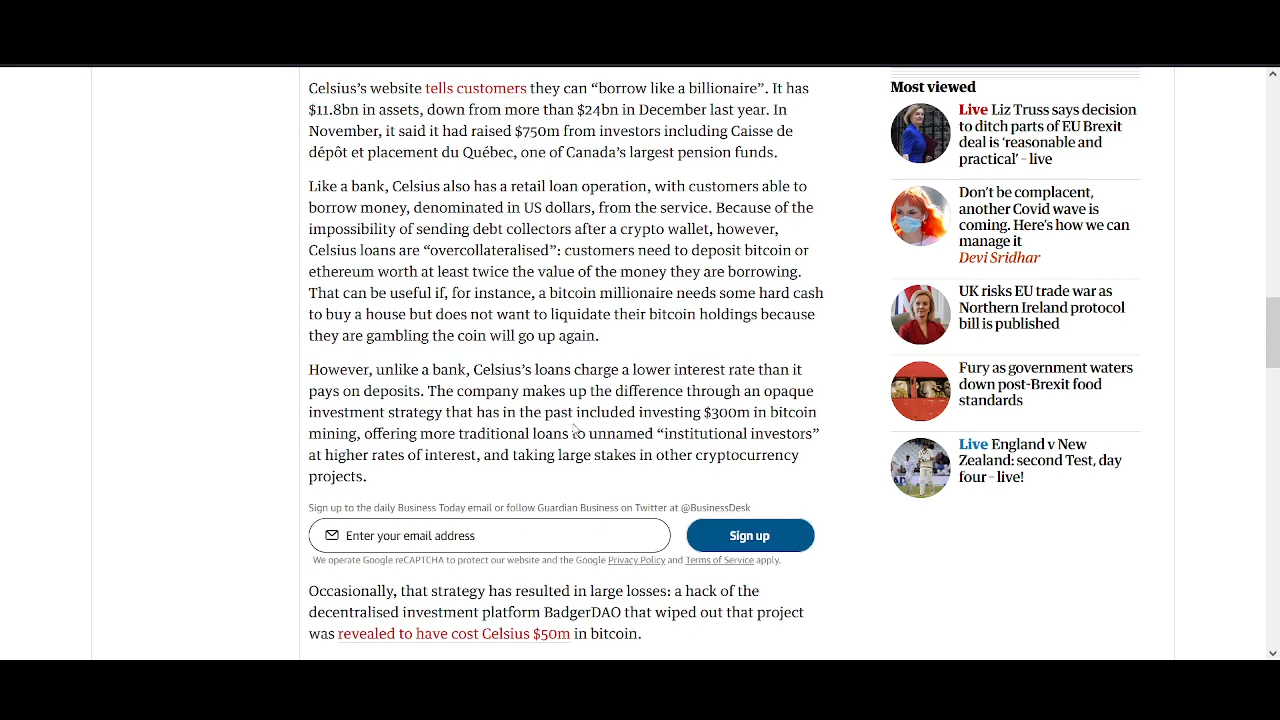 Celsius’s website tells customers they can “borrow like a billionaire”. It has
$11.8bn in assets, down from more than $24bn in December last year. In
November, it said it had raised $750m from investors including Caisse de
dépôt et placement du Québec, one of Canada’s largest pension funds.
Like a bank, Celsius also has a retail loan operation, with customers able to
borrow money, denominated in US dollars, from the service. Because of the
impossibility of sending debt collectors after a crypto wallet, however,
Celsius loans are “overcollateralised”: customers need to deposit bitcoin or
ethereum worth at least twice the value of the money they are borrowing.
That can be useful if, for instance, a bitcoin millionaire needs some hard cash
to buy a house but does not want to liquidate their bitcoin holdings because
they are gambling the coin will go up again.
However, unlike a bank, Celsius’s loans charge a lower interest rate than it
pays on deposits. The company makes up the difference through an opaque
investment strategy that has in the past included investing $300m in bitcoin
mining, offering more traditional loans to unnamed “institutional investors”
at higher rates of interest, and taking large stakes in other cryptocurrency
projects.
Sign up to the daily Business Today email or follow Guardian Business on Twitter at @BusinessDesk
Enter your email address
Sign up
We operate Google reCAPTCHA to protect our website and the Google Privacy Policy and Terms of Service apply.
Occasionally, that strategy has resulted in large losses: a hack of the
decentralised investment platform BadgerDAO that wiped out that project
was revealed to have cost Celsius $50m in bitcoin.
Most viewed
Live Liz Truss says decision
to ditch parts of EU Brexit
deal is ‘reasonable and
practical’ – live
Don’t be complacent,
another Covid wave is
coming. Here’s how we can
manage it
Devi Sridhar
UK risks EU trade war as
Northern Ireland protocol
bill is published
Fury as government waters
down post-Brexit food
standards
Live England v New
Zealand: second Test, day
four – live!